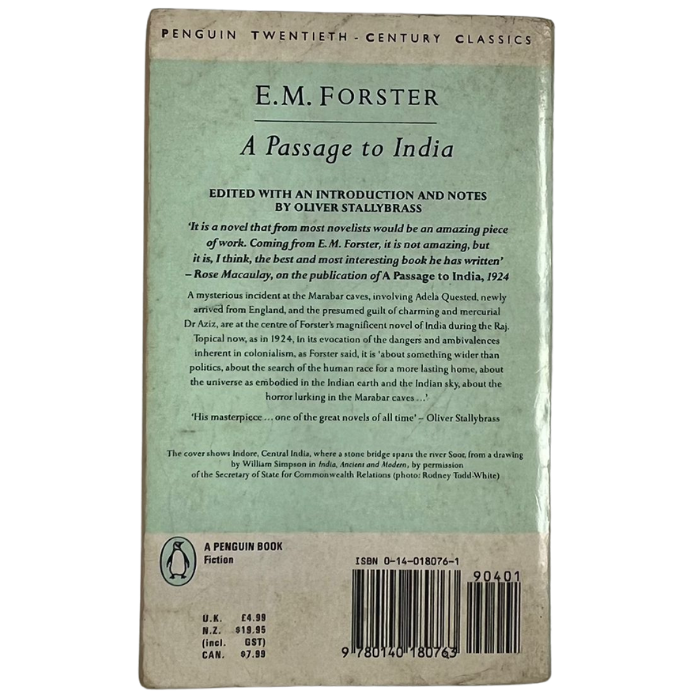 PENGUIN TWENTIETH-CENTURY CLASSICS
E.M. FORSTER
A Passage to India
EDITED WITH AN INTRODUCTION AND NOTES
BY OLIVER STALLYBRASS
'It is a novel that from most novelists would be an amazing piece
of work. Coming from E.M. Forster, it is not amazing, but
it is, I think, the best and most interesting book he has written'
– Rose Macaulay, on the publication of A Passage to India, 1924
A mysterious incident at the Marabar caves, involving Adela Quested, newly
arrived from England, and the presumed guilt of charming and mercurial
Dr Aziz, are at the centre of Forster's magnificent novel of India during the Raj.
Topical now, as in 1924, in its evocation of the dangers and ambivalences
inherent in colonialism, as Forster said, it is 'about something wider than
politics, about the search of the human race for a more lasting home, about
the universe as embodied in the Indian earth and the Indian sky, about the
horror lurking in the Marabar caves ...'
'His masterpiece ... one of the great novels of all time' – Oliver Stallybrass
The cover shows Indore, Central India, where a stone bridge spans the river Soor, from a drawing
by William Simpson in India, Ancient and Modern, by permission
of the Secretary of State for Commonwealth Relations (photo: Rodney Todd-White)
A PENGUIN BOOK
Fiction
ISBN 0-14-018076-1
90401
U.K. £4.99
N.Z. $19.95
(incl. GST)
CAN. $7.99
9 780140 180763